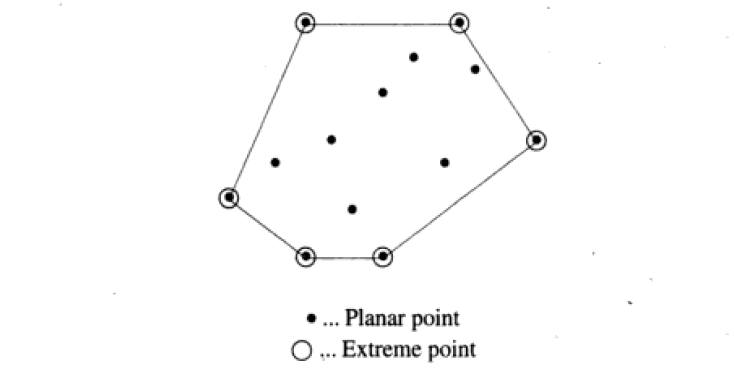 ● ... Planar point
○ ... Extreme point